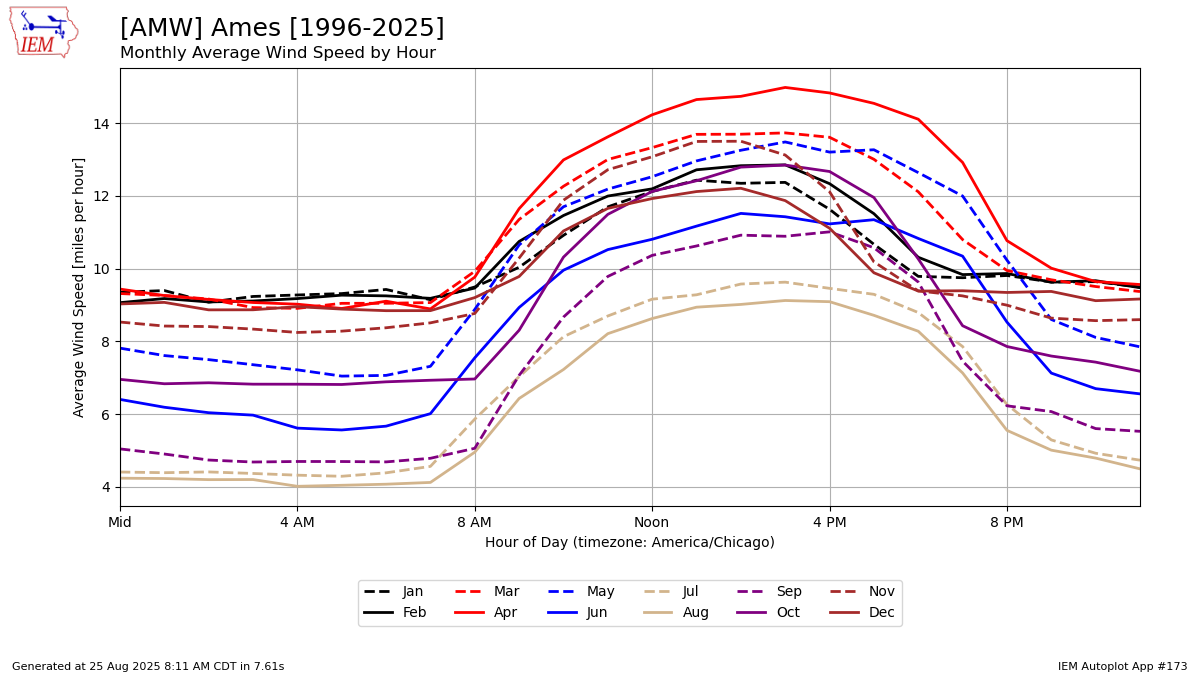 IEM
[AMW] Ames [1996-2025]
Monthly Average Wind Speed by Hour
14
12
10
8
6
4
Average Wind Speed [miles per hour]
Mid 4 AM 8 AM Noon 4 PM 8 PM
Hour of Day (timezone: America/Chicago)
Jan Mar May Jul Sep Nov
Feb Apr Jun Aug Oct Dec
Generated at 25 Aug 2025 8:11 AM CDT in 7.61s
IEM Autoplot App #173